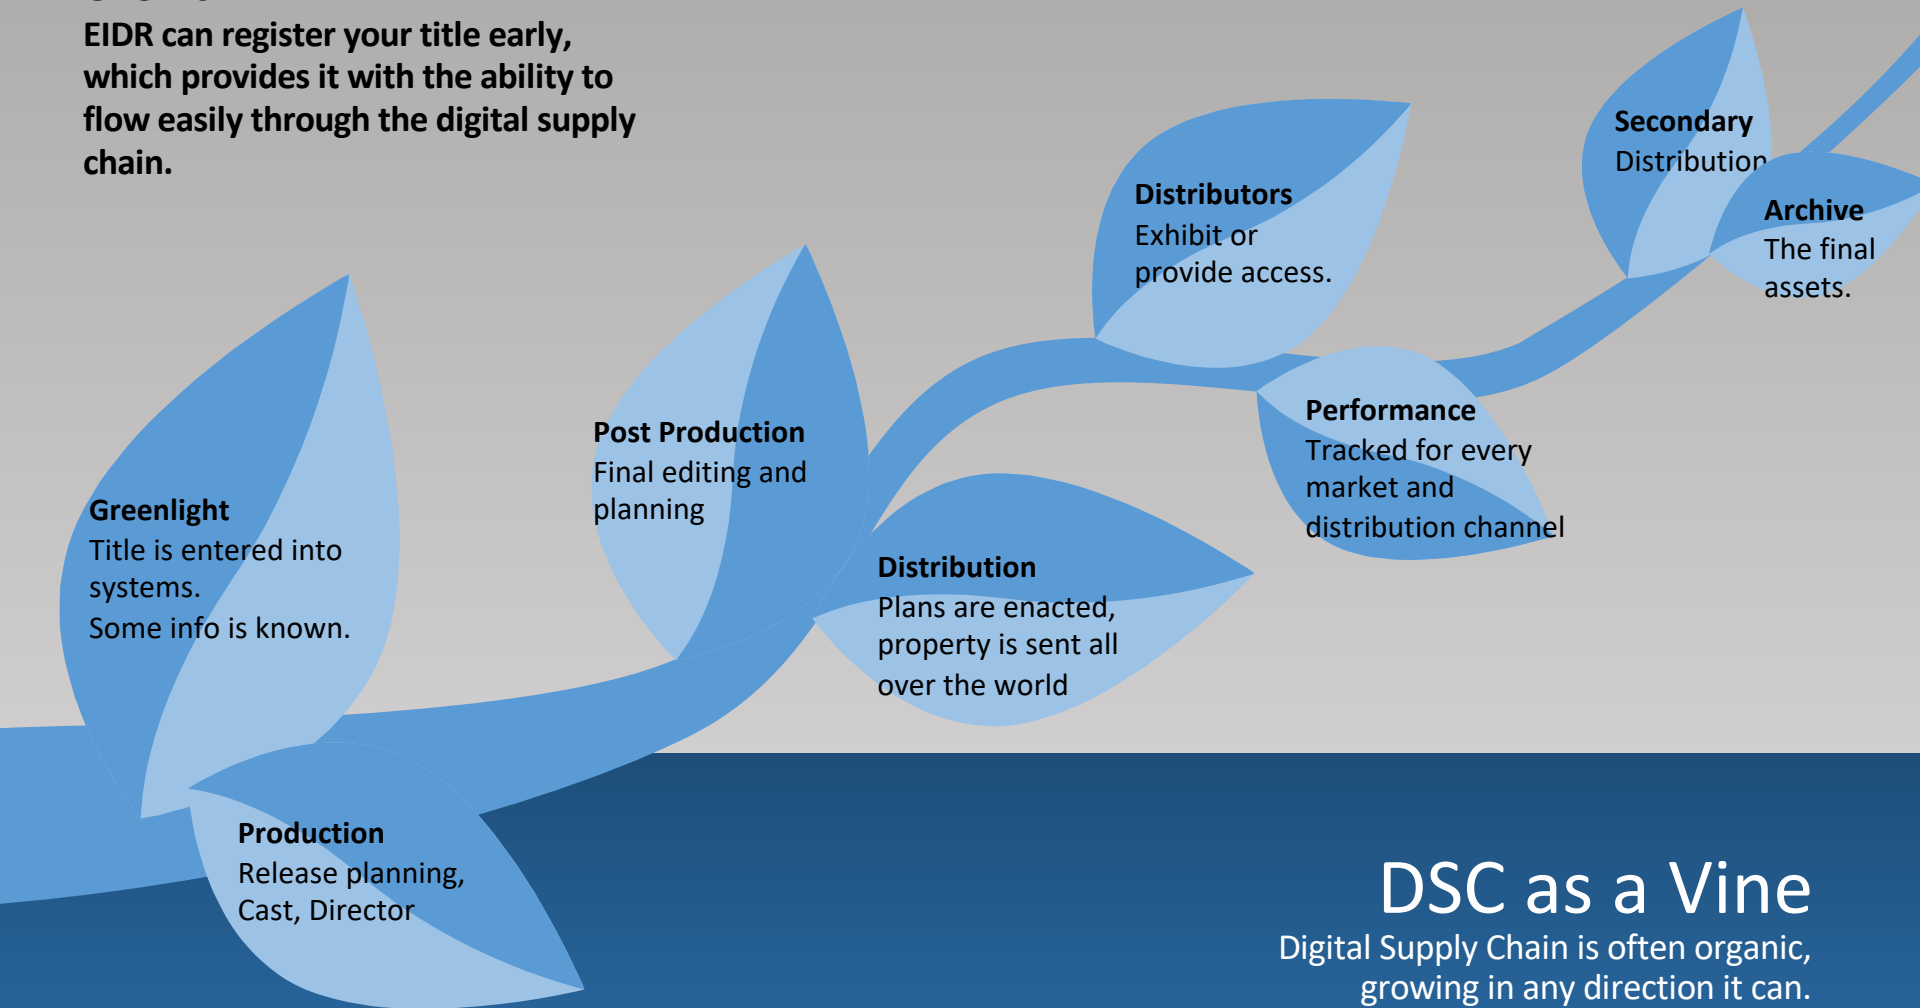 EIDR can register your title early,
which provides it with the ability to
flow easily through the digital supply
chain.
Greenlight
Title is entered into
systems.
Some info is known.
Production
Release planning,
Cast, Director
Post Production
Final editing and
planning
Distribution
Plans are enacted,
property is sent all
over the world
Distributors
Exhibit or
provide access.
Performance
Tracked for every
market and
distribution channel
Secondary
Distribution
Archive
The final
assets.
DSC as a Vine
Digital Supply Chain is often organic,
growing in any direction it can.